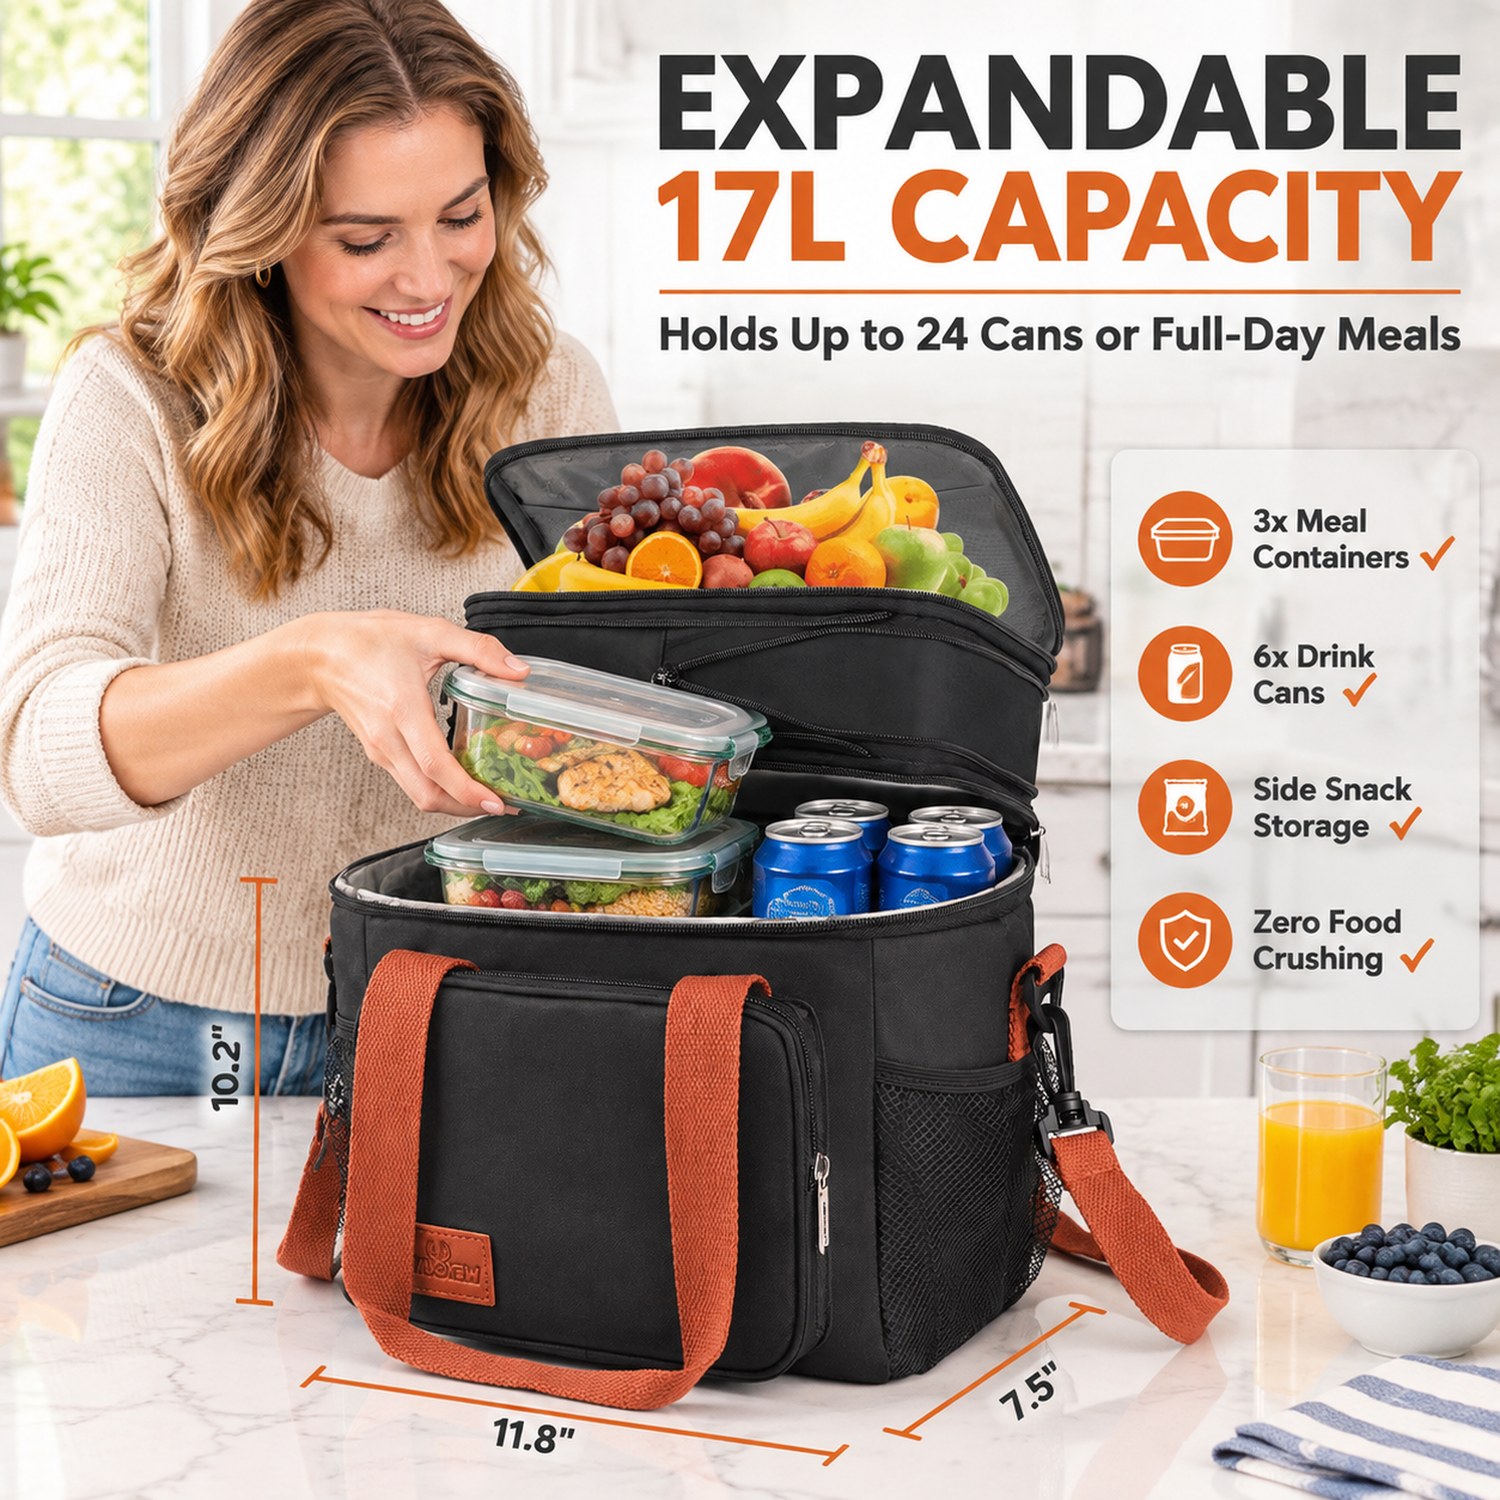 EXPANDABLE
17L CAPACITY
Holds Up to 24 Cans or Full-Day Meals
3x Meal
Containers
6x Drink
Cans
Side Snack
Storage
Zero Food
Crushing
10.2"
11.8"
7.5"